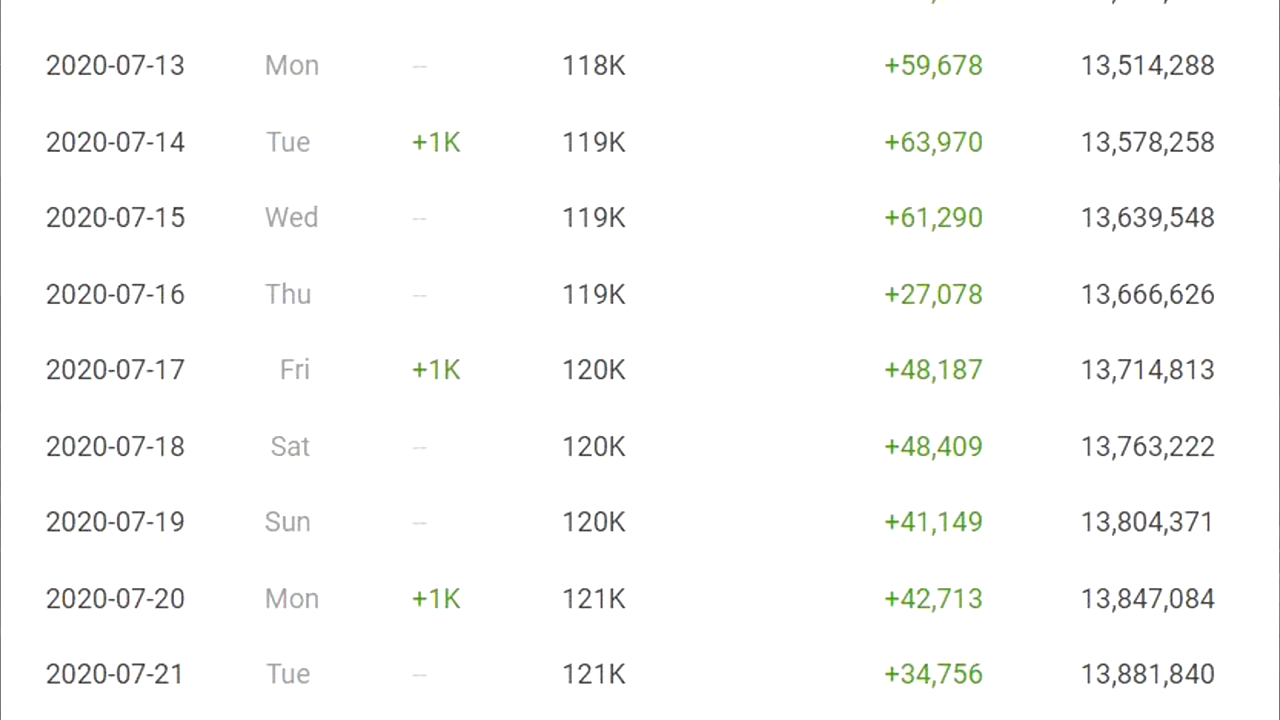 2020-07-13 Mon -- 118K +59,678 13,514,288
2020-07-14 Tue +1K 119K +63,970 13,578,258
2020-07-15 Wed -- 119K +61,290 13,639,548
2020-07-16 Thu -- 119K +27,078 13,666,626
2020-07-17 Fri +1K 120K +48,187 13,714,813
2020-07-18 Sat -- 120K +48,409 13,763,222
2020-07-19 Sun -- 120K +41,149 13,804,371
2020-07-20 Mon +1K 121K +42,713 13,847,084
2020-07-21 Tue -- 121K +34,756 13,881,840